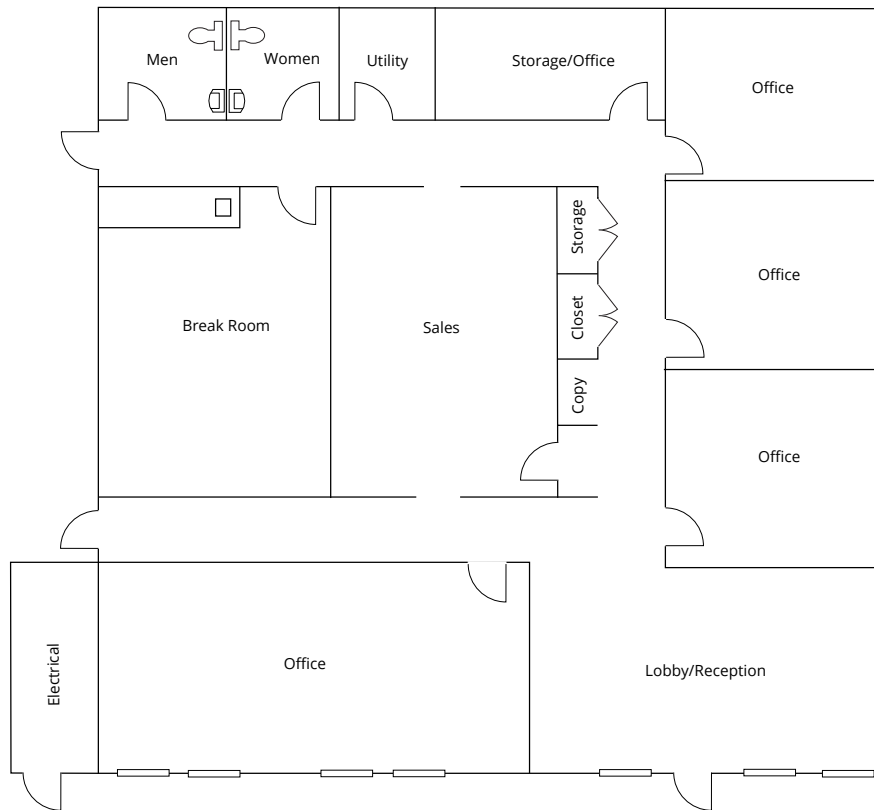 Men
Women
Utility
Storage/Office
Office
Storage
Office
Break Room
Sales
Closet
Copy
Office
Electrical
Office
Lobby/Reception